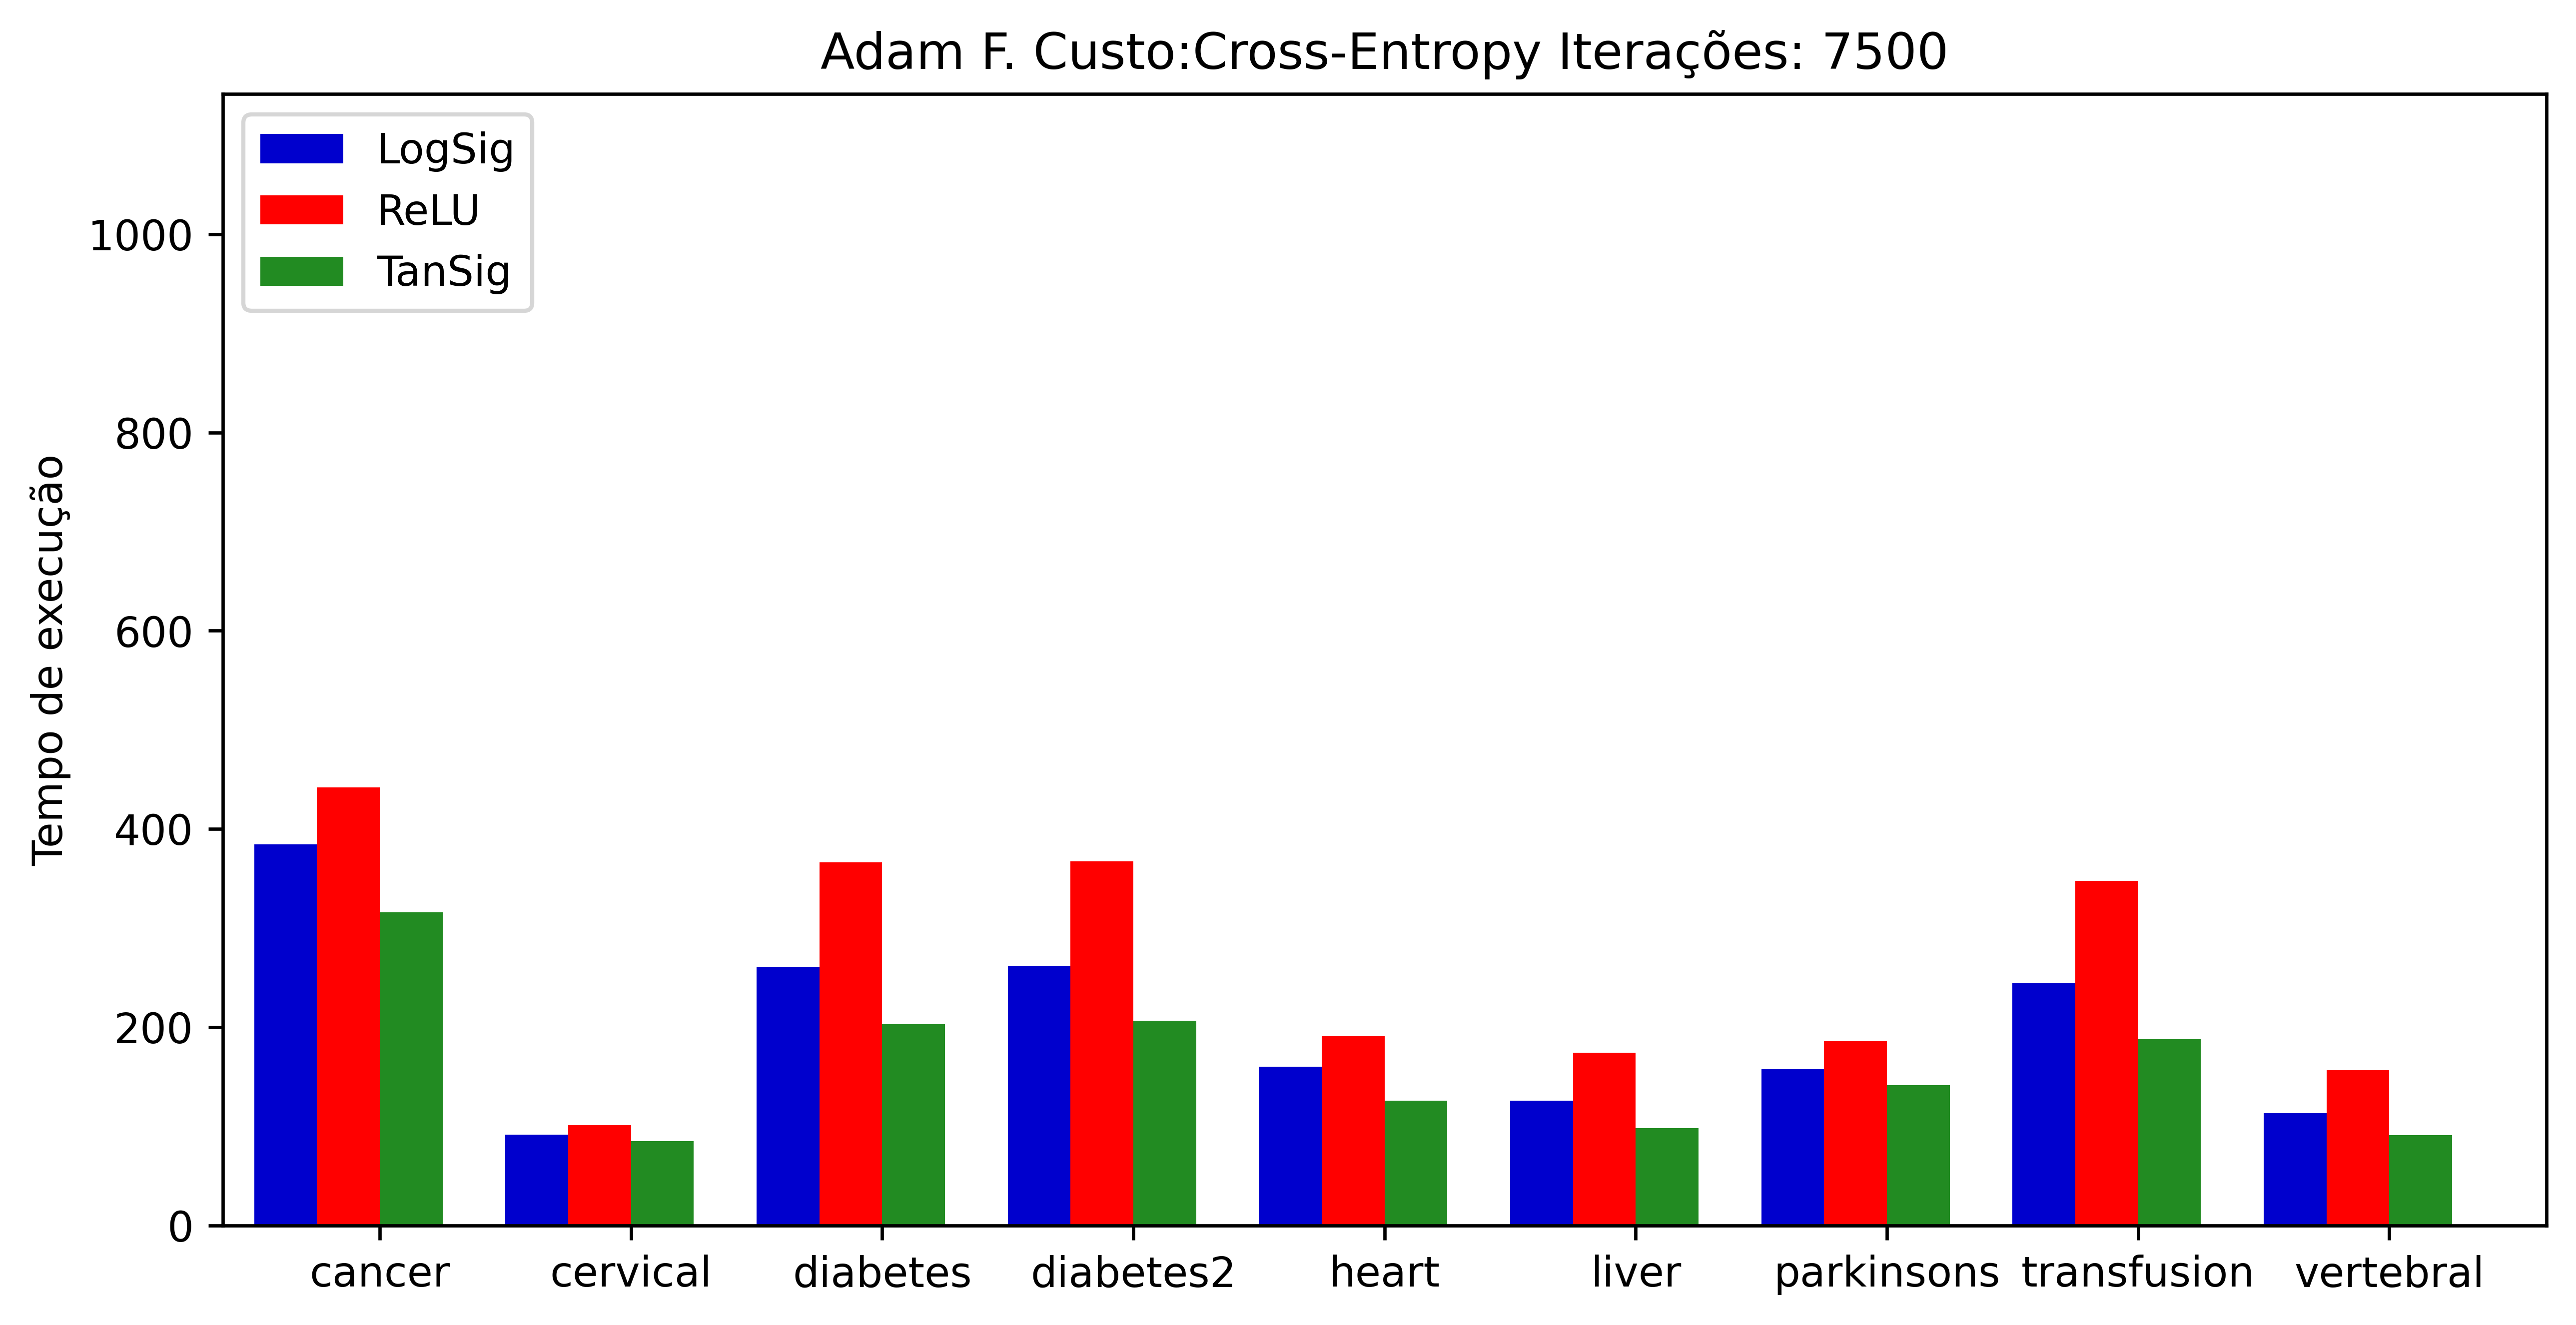 Adam F. Custo:Cross-Entropy Iterações: 7500
LogSig
ReLU
TanSig
Tempo de execução
1000
800
600
400
200
0
cancer cervical diabetes diabetes2 heart liver parkinsons transfusion vertebral